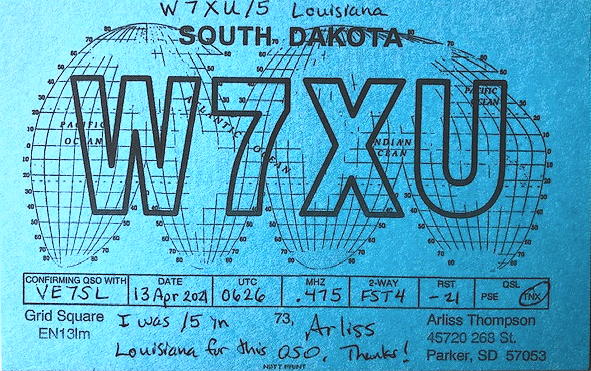 W7XU/5 Louisiana
SOUTH DAKOTA
W7XU
PACIFIC OCEAN
ATLANTIC OCEAN
INDIAN OCEAN
PACIFIC OCEAN
CONFIRMING QSO WITH DATE UTC MHZ 2-WAY RST QSL
VE7SL 13 Apr 2021 0626 .475 FST4 -21 PSE TNX
Grid Square I was /5 in 73, Arliss Arliss Thompson
EN13lm Louisiana for this QSO. Thanks! 45720 268 St.
Parker, SD 57053